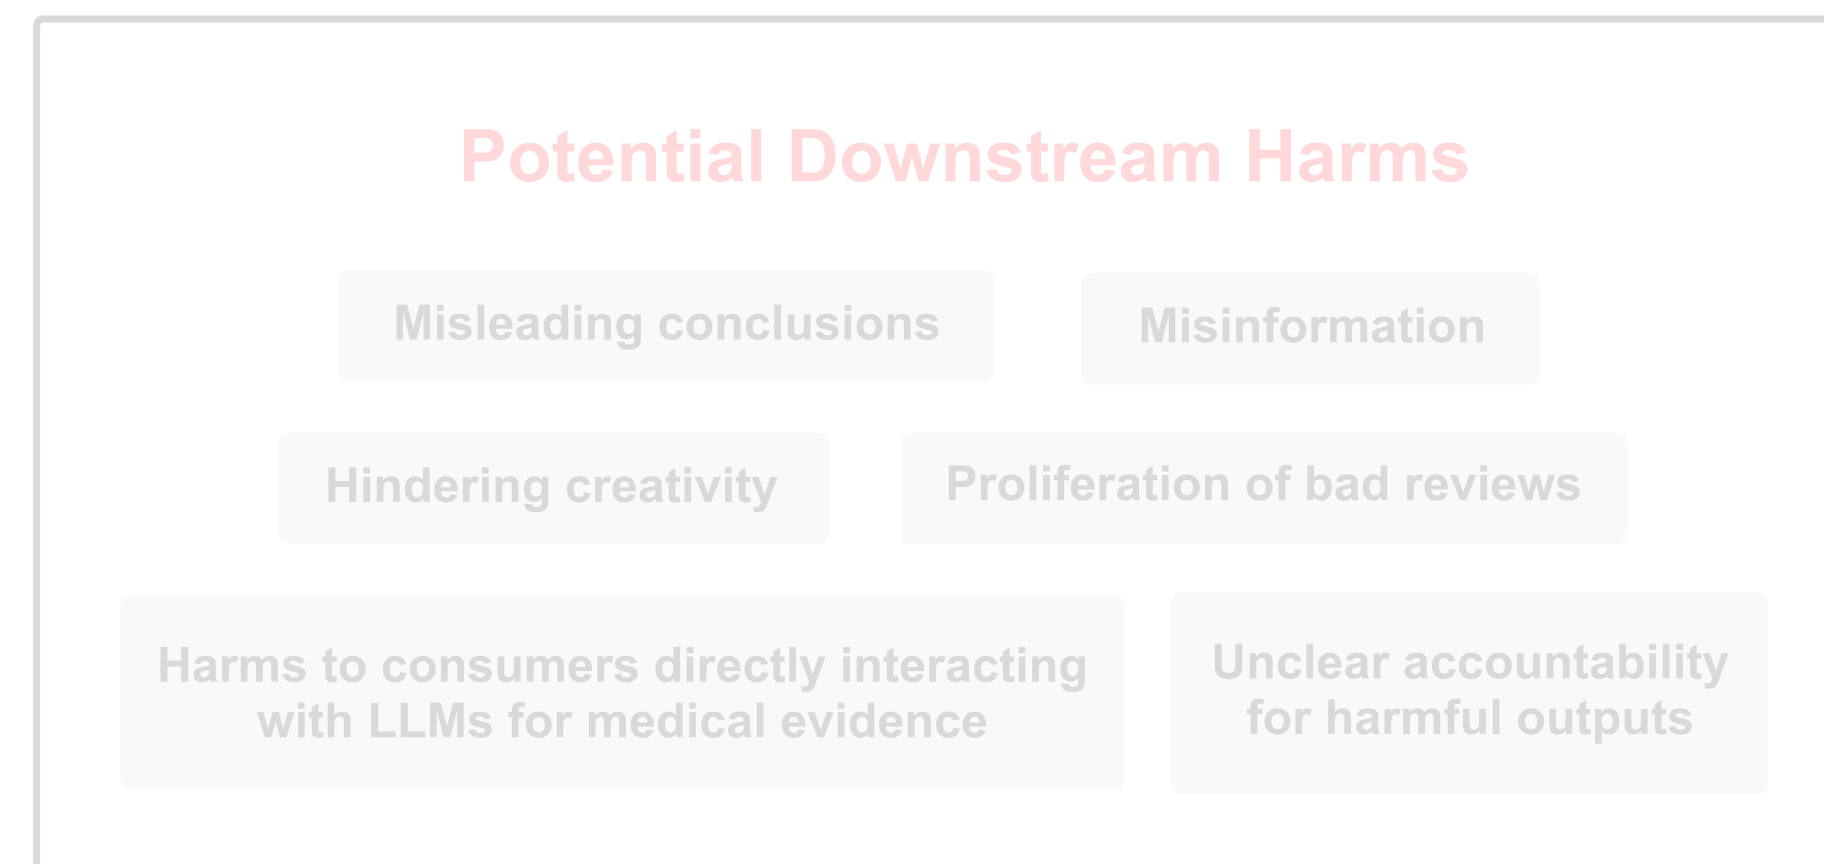 Potential Downstream Harms
Misleading conclusions
Misinformation
Hindering creativity
Proliferation of bad reviews
Harms to consumers directly interacting
with LLMs for medical evidence
Unclear accountability
for harmful outputs